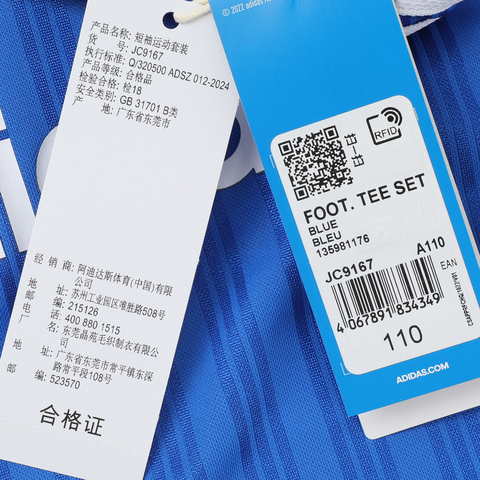 产品名称: 短袖运动套装
货 号: JC9167
执行标准: Q/320500 ADSZ 012-2024
产品等级: 合格品
检验合格: 检18
安全类别: GB 31701 B类
产 地: 广东省东莞市
经 销 商: 阿迪达斯体育(中国)有限公司
地 址: 苏州工业园区唯胜路508号
邮 编: 215126
电 话: 400 880 1515
厂 名: 东莞晶苑毛织制衣有限公司
地 址: 广东省东莞市常平镇东深路常平段108号
邮 编: 523570
合格证
© 2022 adidas
RFID
FOOT. TEE SET
BLUE
BLEU
135981176
JC9167 A110
EAN
4 067891 834349
110
ADIDAS.COM